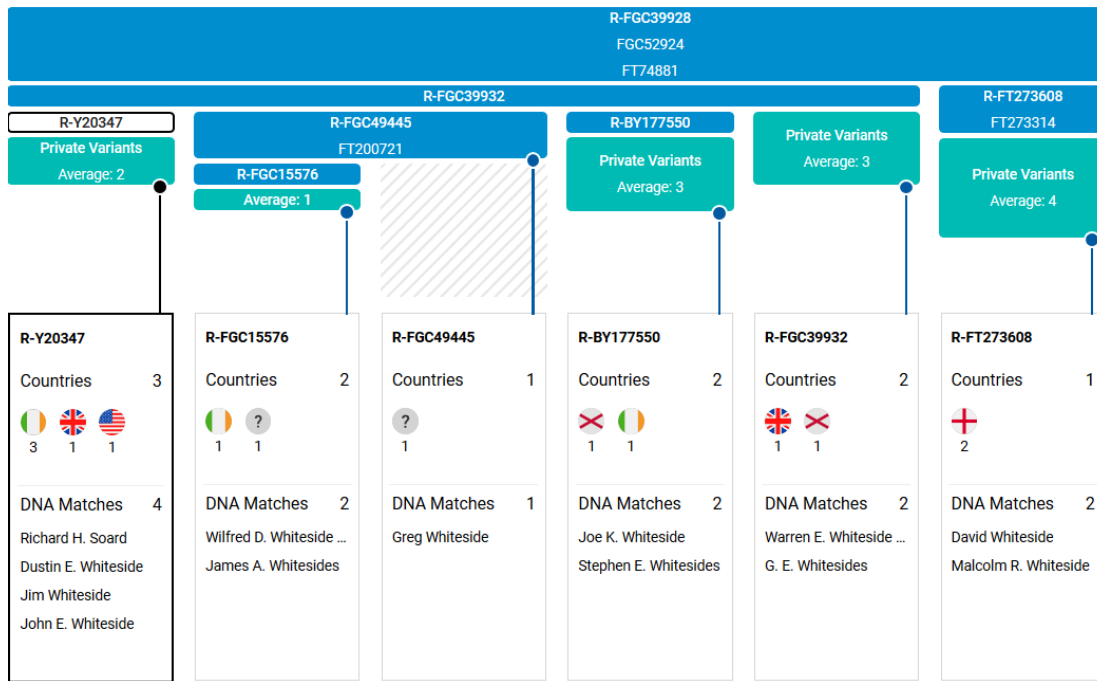 R-FGC39928
FGC52924
FT74881
R-FGC39932
R-FT273608
FT273314
R-Y20347
R-FGC49445
FT200721
R-BY177550
Private Variants
Average: 3
Private Variants
Average: 2
R-FGC15576
Average: 1
Private Variants
Average: 3
Private Variants
Average: 4
R-Y20347
Countries 3
3 1 1
DNA Matches 4
Richard H. Soard
Dustin E. Whiteside
Jim Whiteside
John E. Whiteside
R-FGC15576
Countries 2
?
1 1
DNA Matches 2
Wilfred D. Whiteside ...
James A. Whitesides
R-FGC49445
Countries 1
?
1
DNA Matches 1
Greg Whiteside
R-BY177550
Countries 2
1 1
DNA Matches 2
Joe K. Whiteside
Stephen E. Whitesides
R-FGC39932
Countries 2
1 1
DNA Matches 2
Warren E. Whiteside ...
G. E. Whitesides
R-FT273608
Countries 1
2
DNA Matches 2
David Whiteside
Malcolm R. Whiteside